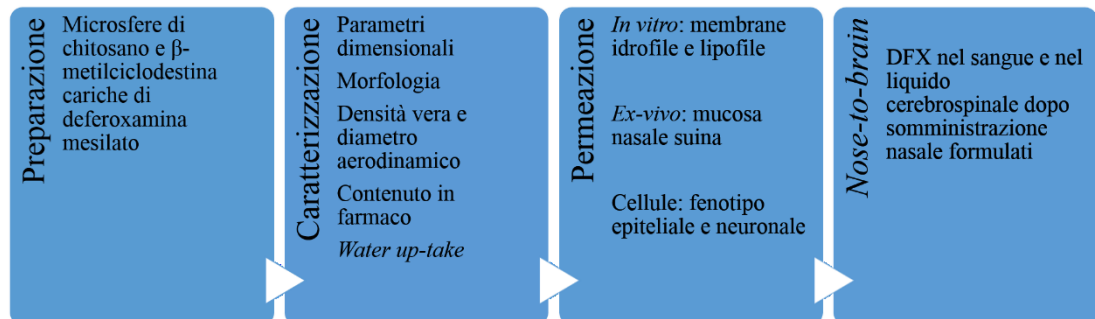 Preparazione
Microsfere di
chitosano e β-
metilciclodestina
cariche di
deferoxamina
mesilato
Caratterizzazione
Parametri
dimensionali
Morfologia
Densità vera e
diametro
aerodinamico
Contenuto in
farmaco
Water up-take
Permeazione
In vitro: membrane
idrofile e lipofile
Ex-vivo: mucosa
nasale suina
Cellule: fenotipo
epiteliale e neuronale
Nose-to-brain
DFX nel sangue e nel
liquido
cerebrospinale dopo
somministrazione
nasale formulati